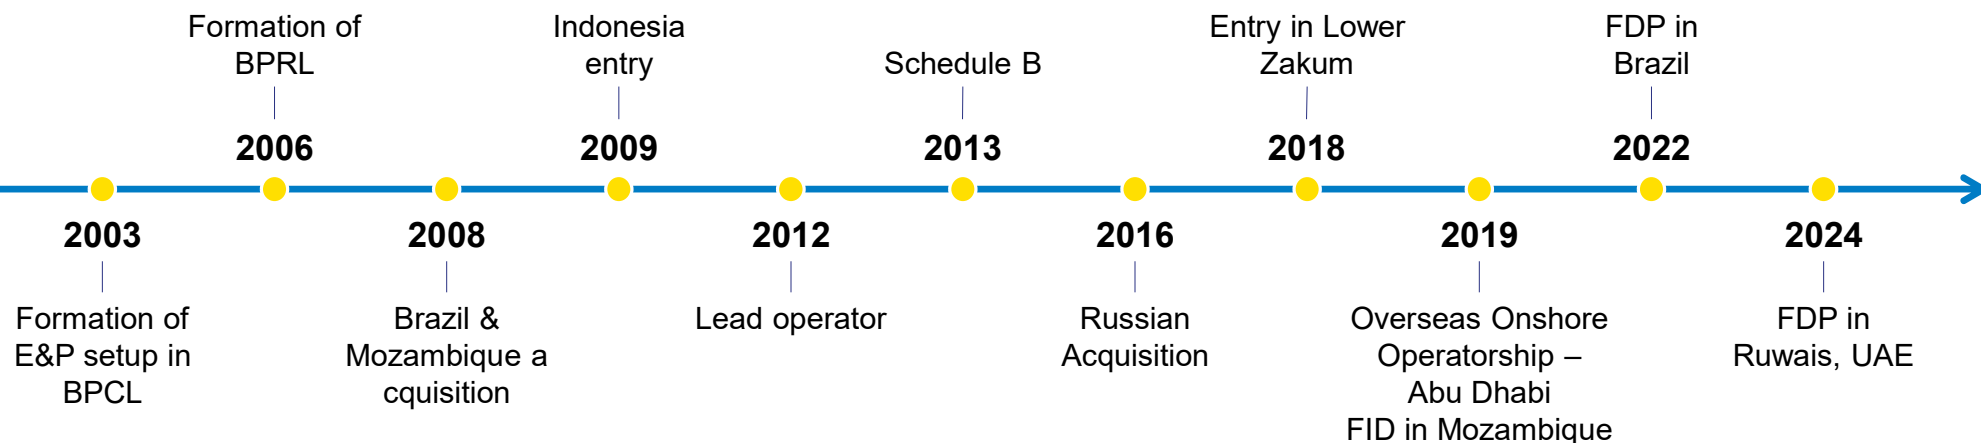 Formation of
BPRL
Indonesia
entry
Schedule B
Entry in Lower
Zakum
FDP in
Brazil
2006
2009
2013
2018
2022
2003
2008
2012
2016
2019
2024
Formation of
E&P setup in
BPCL
Brazil &
Mozambique a
cquisition
Lead operator
Russian
Acquisition
Overseas Onshore
Operatorship –
Abu Dhabi
FID in Mozambique
FDP in
Ruwais, UAE